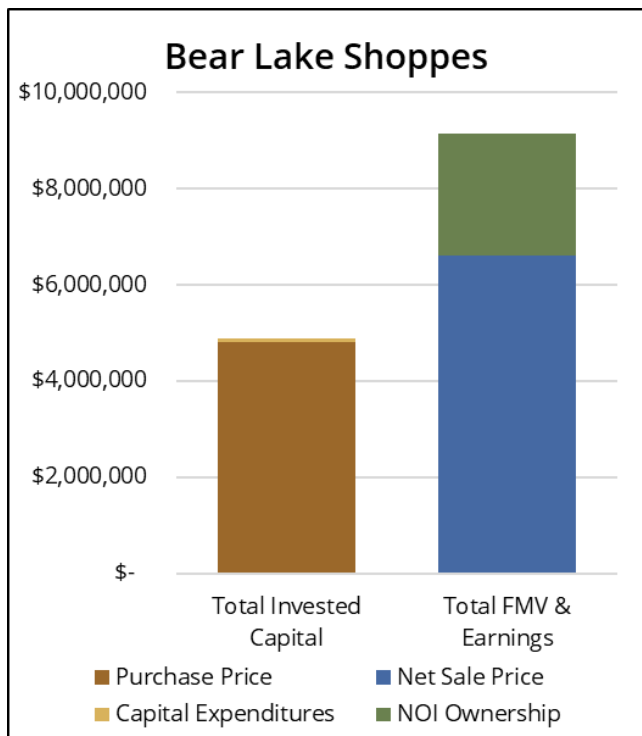 Bear Lake Shoppes
$10,000,000
$8,000,000
$6,000,000
$4,000,000
$2,000,000
$-
Total Invested
Capital
Total FMV &
Earnings
Purchase Price
Net Sale Price
Capital Expenditures
NOI Ownership